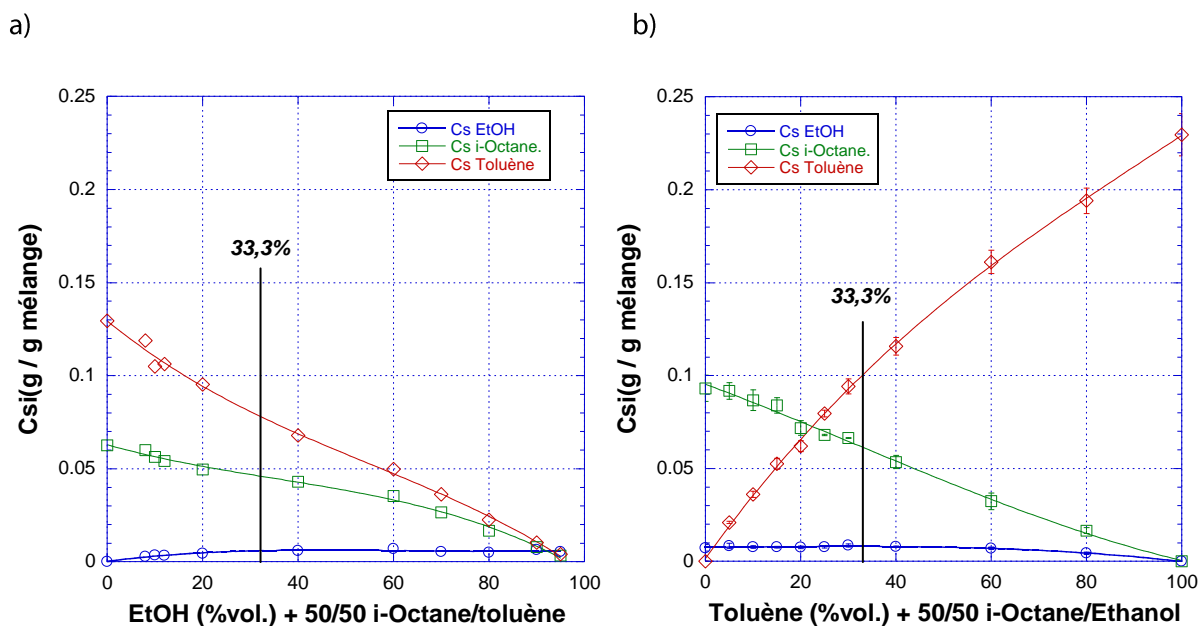 a)
b)
0.25
0.2
0.15
0.1
0.05
0
0 20 40 60 80 100
Csi(g / g mélange)
EtOH (%vol.) + 50/50 i-Octane/toluène
Cs EtOH
Cs i-Octane.
Cs Toluène
33,3%
0.25
0.2
0.15
0.1
0.05
0
0 20 40 60 80 100
Csi(g / g mélange)
Toluène (%vol.) + 50/50 i-Octane/Ethanol
Cs EtOH
Cs i-Octane.
Cs Toluène
33,3%